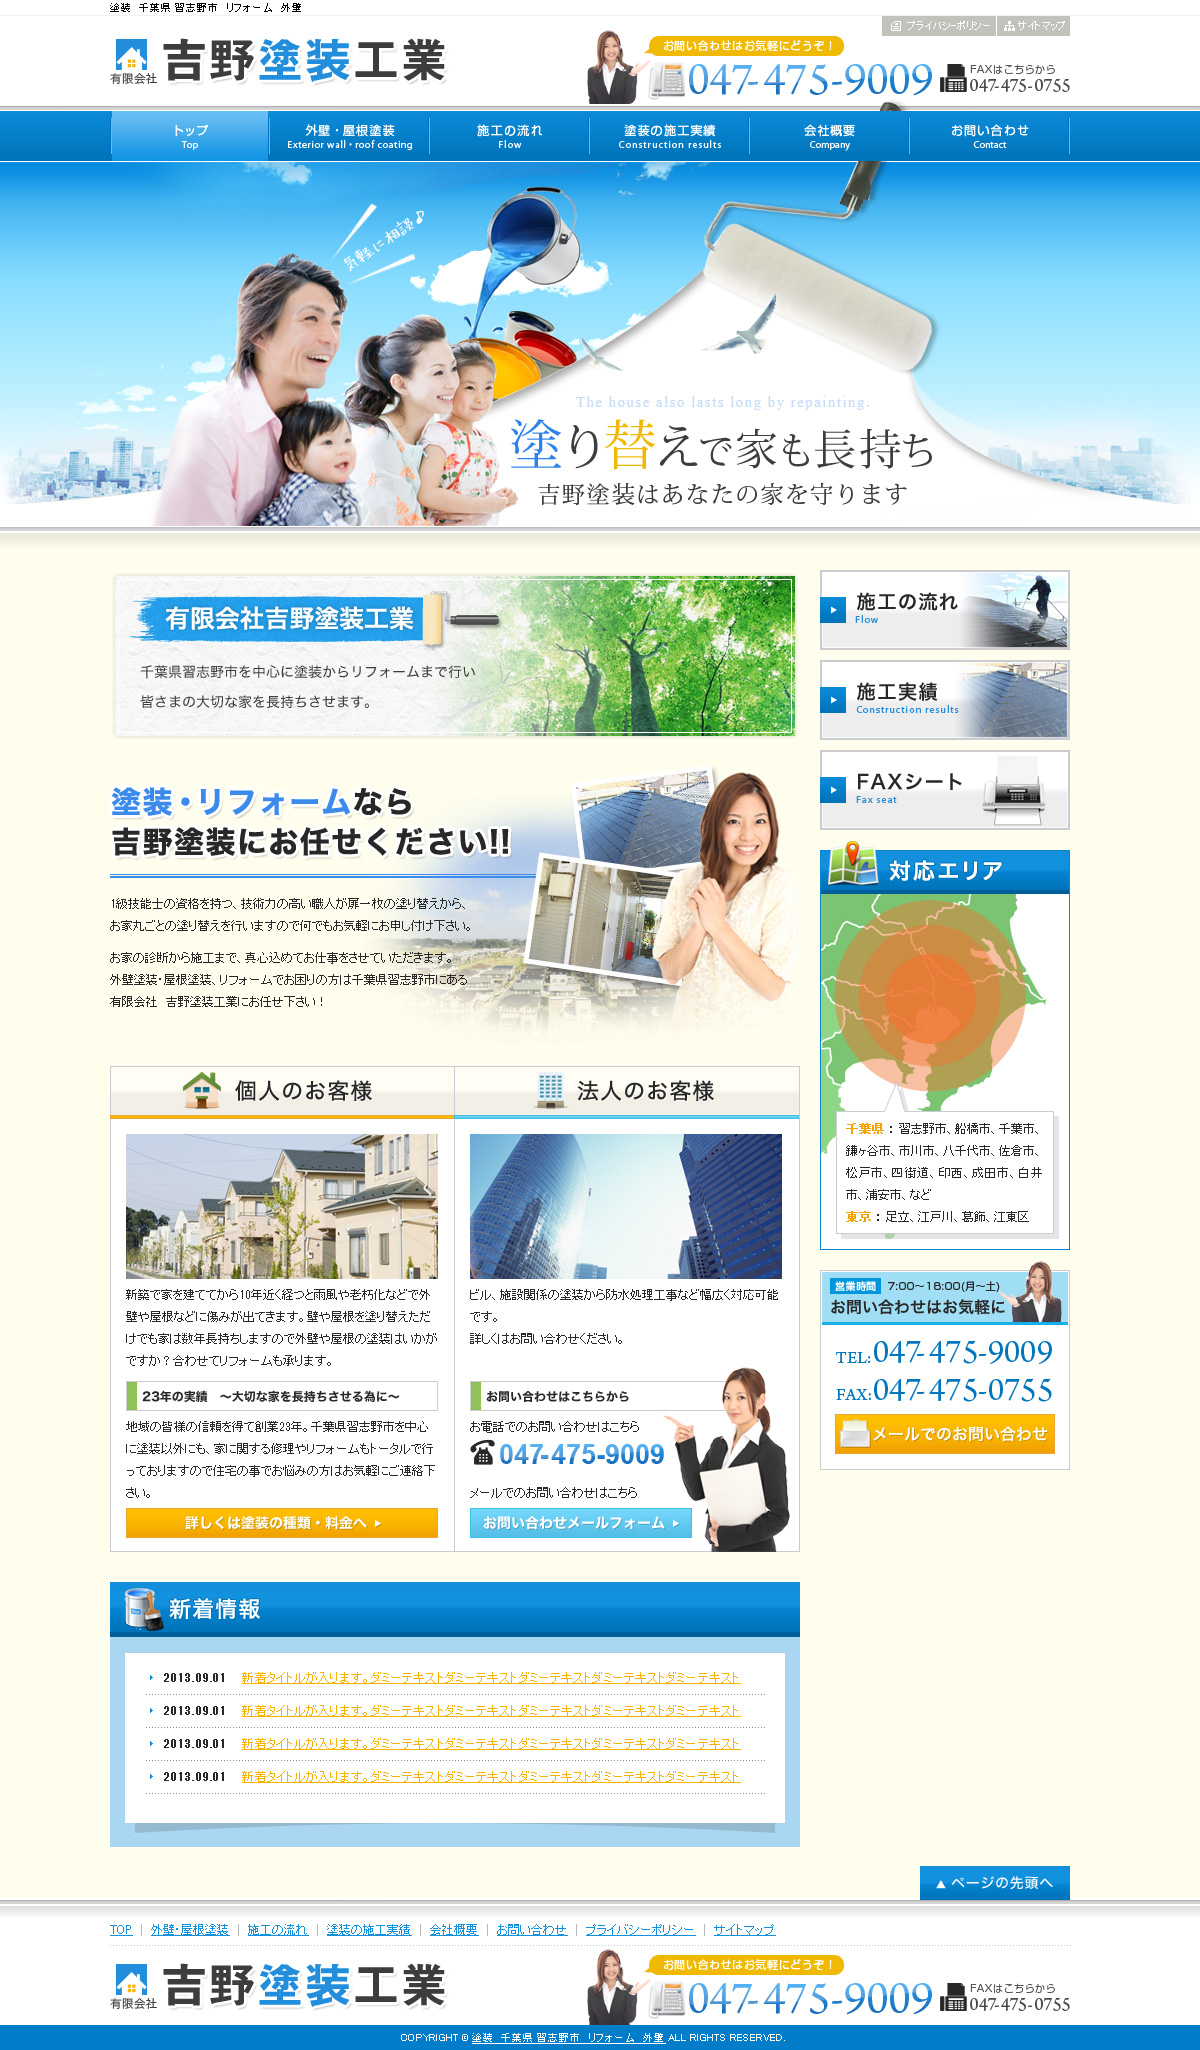 塗装 千葉県 習志野市 リフォーム 外壁
プライバシーポリシー
サイトマップ
有限会社
吉野塗装工業
お問い合わせはお気軽にどうぞ！
047-475-9009
FAXはこちらから
047-475-0755
トップ
Top
外壁・屋根塗装
Exterior wall・roof coating
施工の流れ
Flow
塗装の施工実績
Construction results
会社概要
Company
お問い合わせ
Contact
気軽に相談♪
The house also lasts long by repainting.
塗り替えで家も長持ち
吉野塗装はあなたの家を守ります
有限会社吉野塗装工業
千葉県習志野市を中心に塗装からリフォームまで行い
皆さまの大切な家を長持ちさせます。
施工の流れ
Flow
施工実績
Construction results
FAXシート
Fax seat
塗装・リフォームなら
吉野塗装にお任せください!!
1級技能士の資格を持つ、技術力の高い職人が扉一枚の塗り替えから、
お家丸ごとの塗り替えを行いますので何でもお気軽にお申し付け下さい。
お家の診断から施工まで、真心込めてお仕事をさせていただきます。
外壁塗装・屋根塗装、リフォームでお困りの方は千葉県習志野市にある
有限会社 吉野塗装工業にお任せ下さい！
対応エリア
千葉県：習志野市、船橋市、千葉市、
鎌ヶ谷市、市川市、八千代市、佐倉市、
松戸市、四街道、印西、成田市、白井
市、浦安市、など
東京：足立、江戸川、葛飾、江東区
個人のお客様
新築で家を建ててから10年近く経つと雨風や老朽化などで外
壁や屋根などに傷みが出てきます。壁や屋根を塗り替えただ
けでも家は数年長持ちしますので外壁や屋根の塗装はいかが
ですか？合わせてリフォームも承ります。
23年の実績 ～大切な家を長持ちさせる為に～
地域の皆様の信頼を得て創業23年。千葉県習志野市を中心
に塗装以外にも、家に関する修理やリフォームもトータルで行
っておりますので住宅の事でお悩みの方はお気軽にご連絡下
さい。
詳しくは塗装の種類・料金へ
法人のお客様
ビル、施設関係の塗装から防水処理工事など幅広く対応可能
です。
詳しくはお問い合わせください。
お問い合わせはこちらから
お電話でのお問い合わせはこちら
047-475-9009
メールでのお問い合わせはこちら
お問い合わせメールフォーム
営業時間 7:00～18:00(月～土)
お問い合わせはお気軽に
TEL:047-475-9009
FAX:047-475-0755
メールでのお問い合わせ
新着情報
2013.09.01 新着タイトルが入ります。ダミーテキストダミーテキストダミーテキストダミーテキストダミーテキスト
2013.09.01 新着タイトルが入ります。ダミーテキストダミーテキストダミーテキストダミーテキストダミーテキスト
2013.09.01 新着タイトルが入ります。ダミーテキストダミーテキストダミーテキストダミーテキストダミーテキスト
2013.09.01 新着タイトルが入ります。ダミーテキストダミーテキストダミーテキストダミーテキストダミーテキスト
▲ページの先頭へ
TOP | 外壁・屋根塗装 | 施工の流れ | 塗装の施工実績 | 会社概要 | お問い合わせ | プライバシーポリシー | サイトマップ
有限会社
吉野塗装工業
お問い合わせはお気軽にどうぞ！
047-475-9009
FAXはこちらから
047-475-0755
COPYRIGHT © 塗装 千葉県 習志野市 リフォーム 外壁 ALL RIGHTS RESERVED.